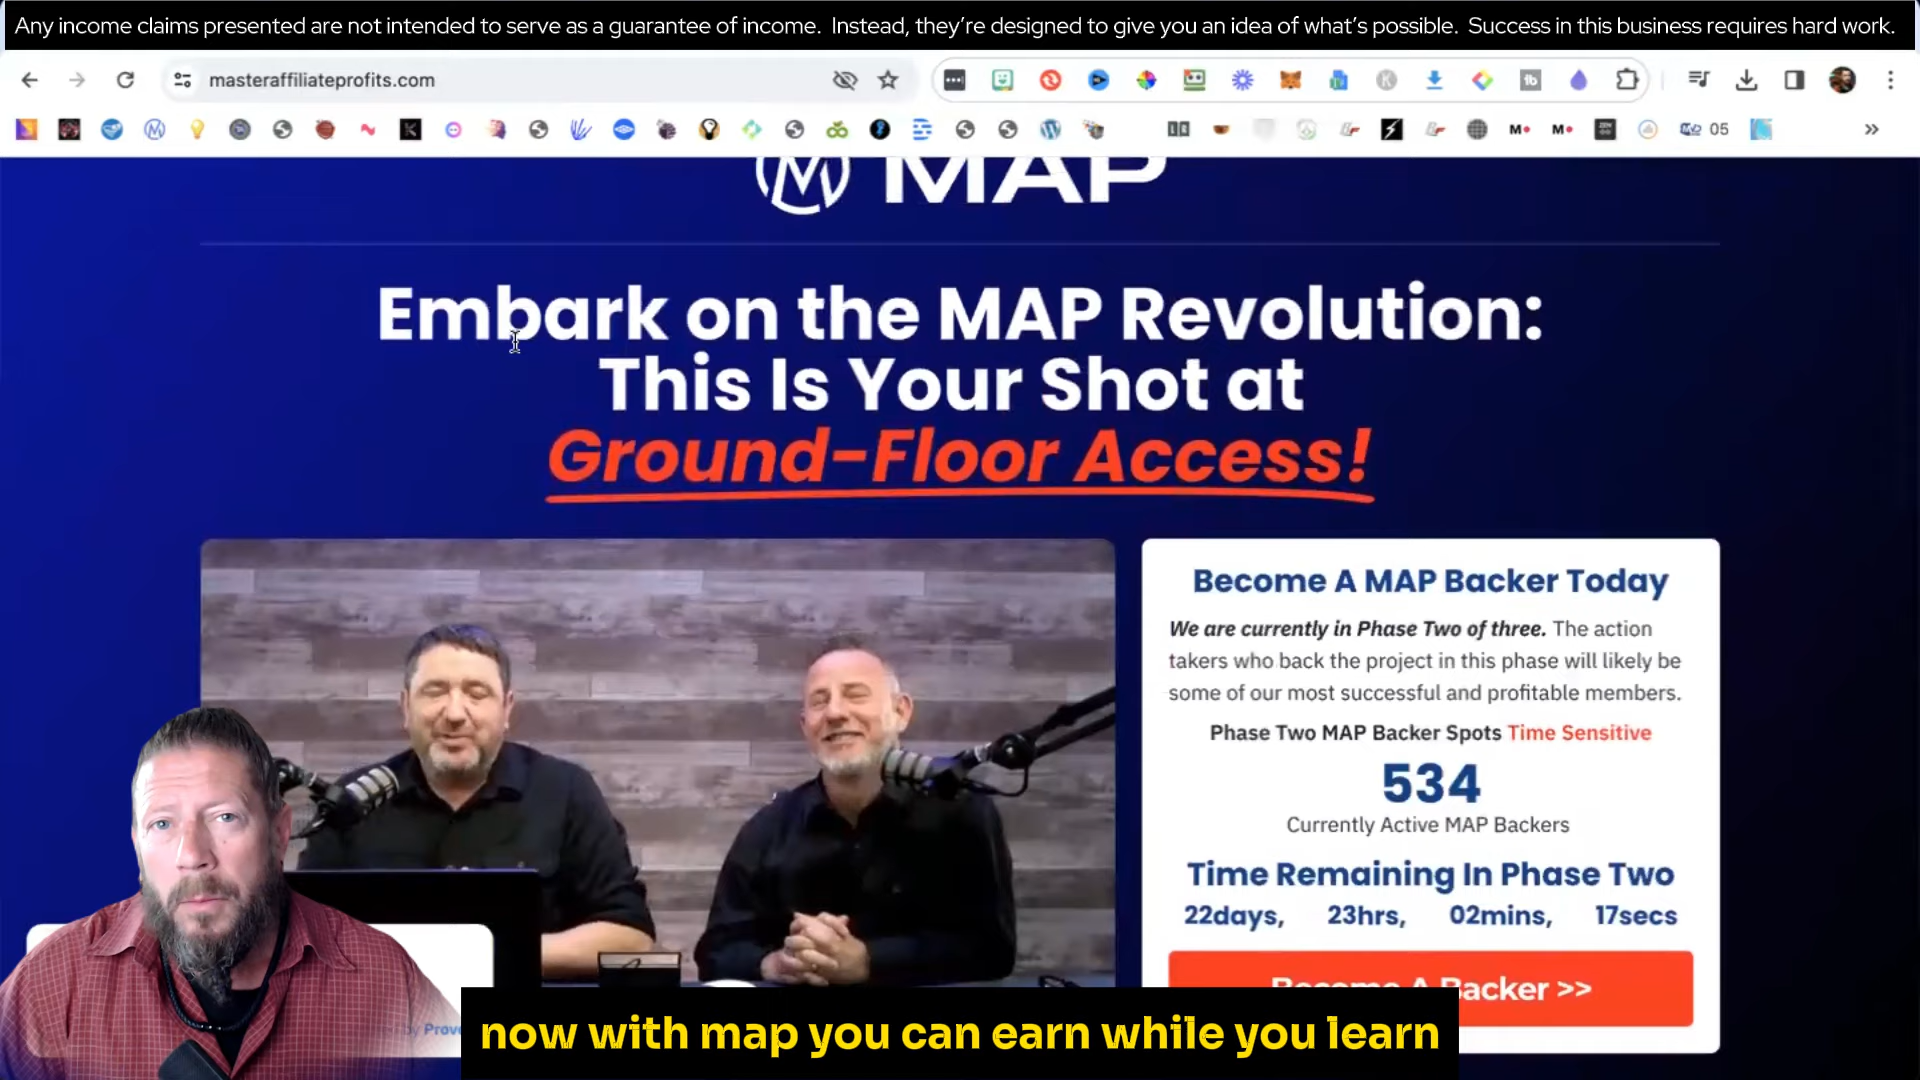 Any income claims presented are not intended to serve as a guarantee of income. Instead, they're designed to give you an idea of what's possible. Success in this business requires hard work.
masteraffiliateprofits.com
05
MAP
Embark on the MAP Revolution:
This Is Your Shot at
Ground-Floor Access!
Become A MAP Backer Today
We are currently in Phase Two of three. The action
takers who back the project in this phase will likely be
some of our most successful and profitable members.
Phase Two MAP Backer Spots Time Sensitive
534
Currently Active MAP Backers
Time Remaining In Phase Two
22days, 23hrs, 02mins, 17secs
Become A Backer >>
now with map you can earn while you learn